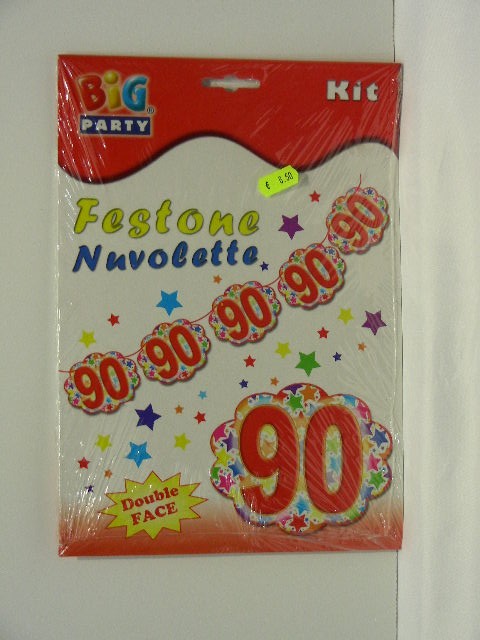 BiG®
PARTY
Kit
€ 8.50
Festone
Nuvolette
90
90
90
90
90
90
Double
FACE